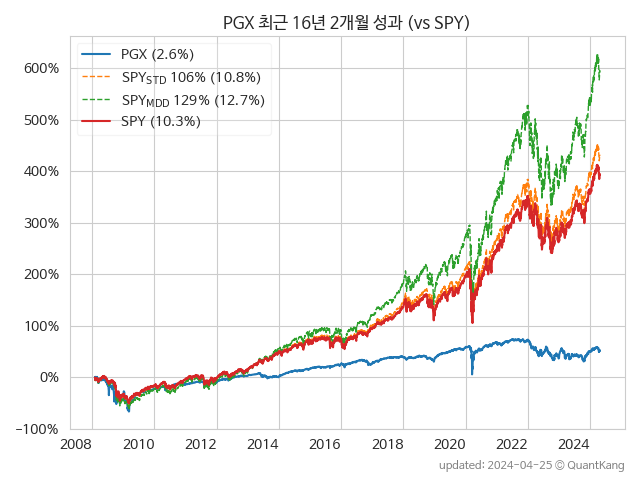 PGX 최근 16년 2개월 성과 (vs SPY)
PGX (2.6%)
SPY_STD 106% (10.8%)
SPY_MDD 129% (12.7%)
SPY (10.3%)
600%
500%
400%
300%
200%
100%
0%
−100%
2008 2010 2012 2014 2016 2018 2020 2022 2024
updated: 2024-04-25 © QuantKang